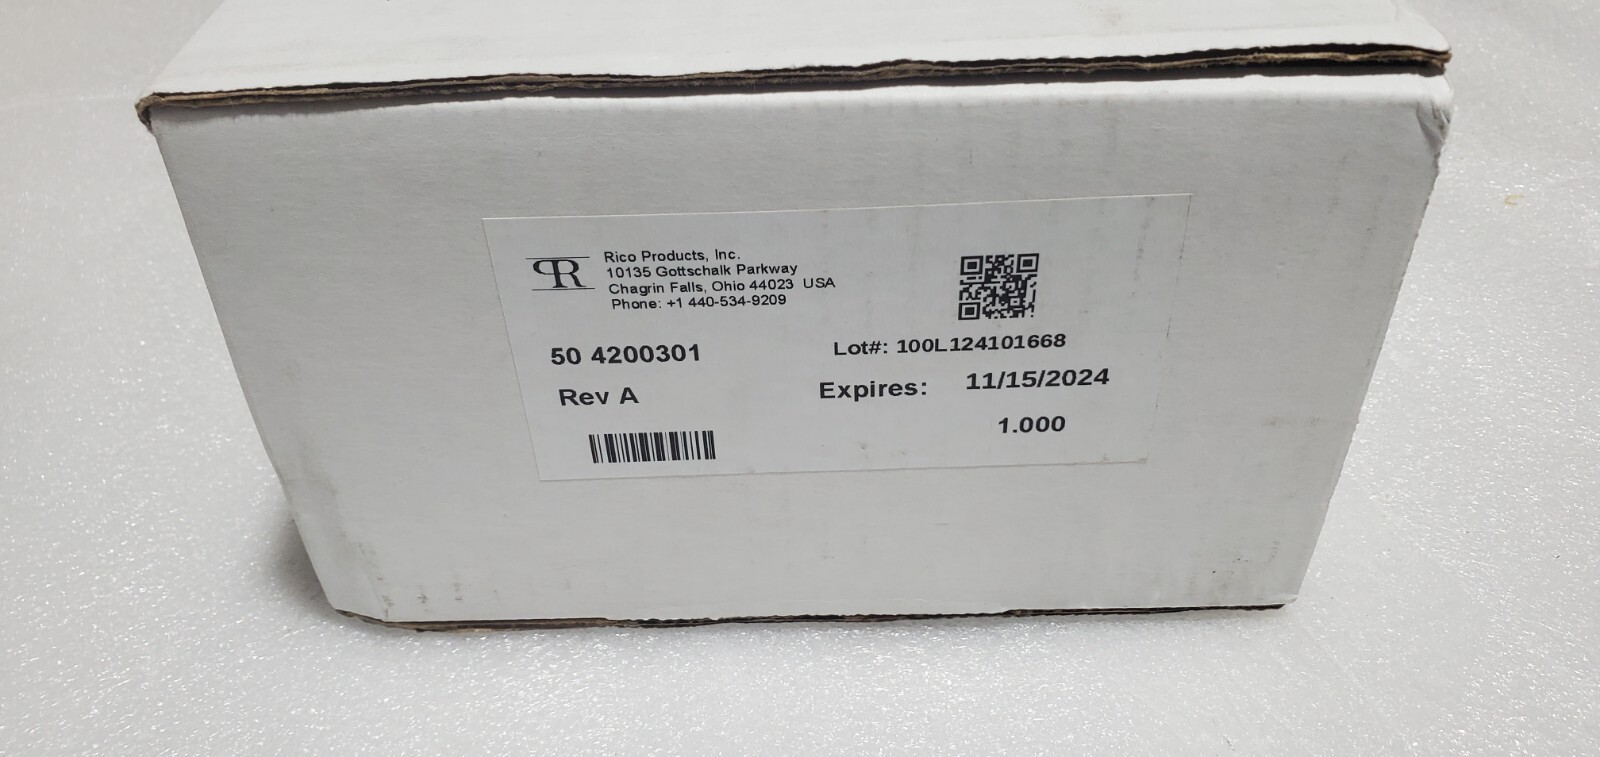 PR
Rico Products, Inc.
10135 Gottschalk Parkway
Chagrin Falls, Ohio 44023 USA
Phone: +1 440-534-9209
50 4200301
Rev A
Lot#: 100L124101668
Expires: 11/15/2024
1.000